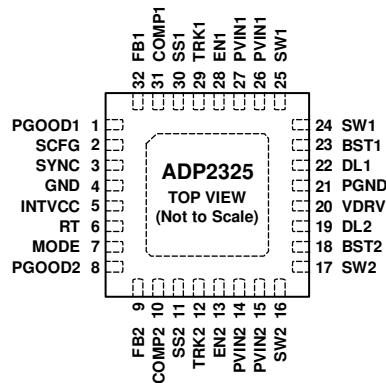 FB1
COMP1
SS1
TRK1
EN1
PVIN1
PVIN1
SW1
32
31
30
29
28
27
26
25
PGOOD1 1
SCFG 2
SYNC 3
GND 4
INTVCC 5
RT 6
MODE 7
PGOOD2 8
ADP2325
TOP VIEW
(Not to Scale)
24 SW1
23 BST1
22 DL1
21 PGND
20 VDRV
19 DL2
18 BST2
17 SW2
9
10
11
12
13
14
15
16
FB2
COMP2
SS2
TRK2
EN2
PVIN2
PVIN2
SW2